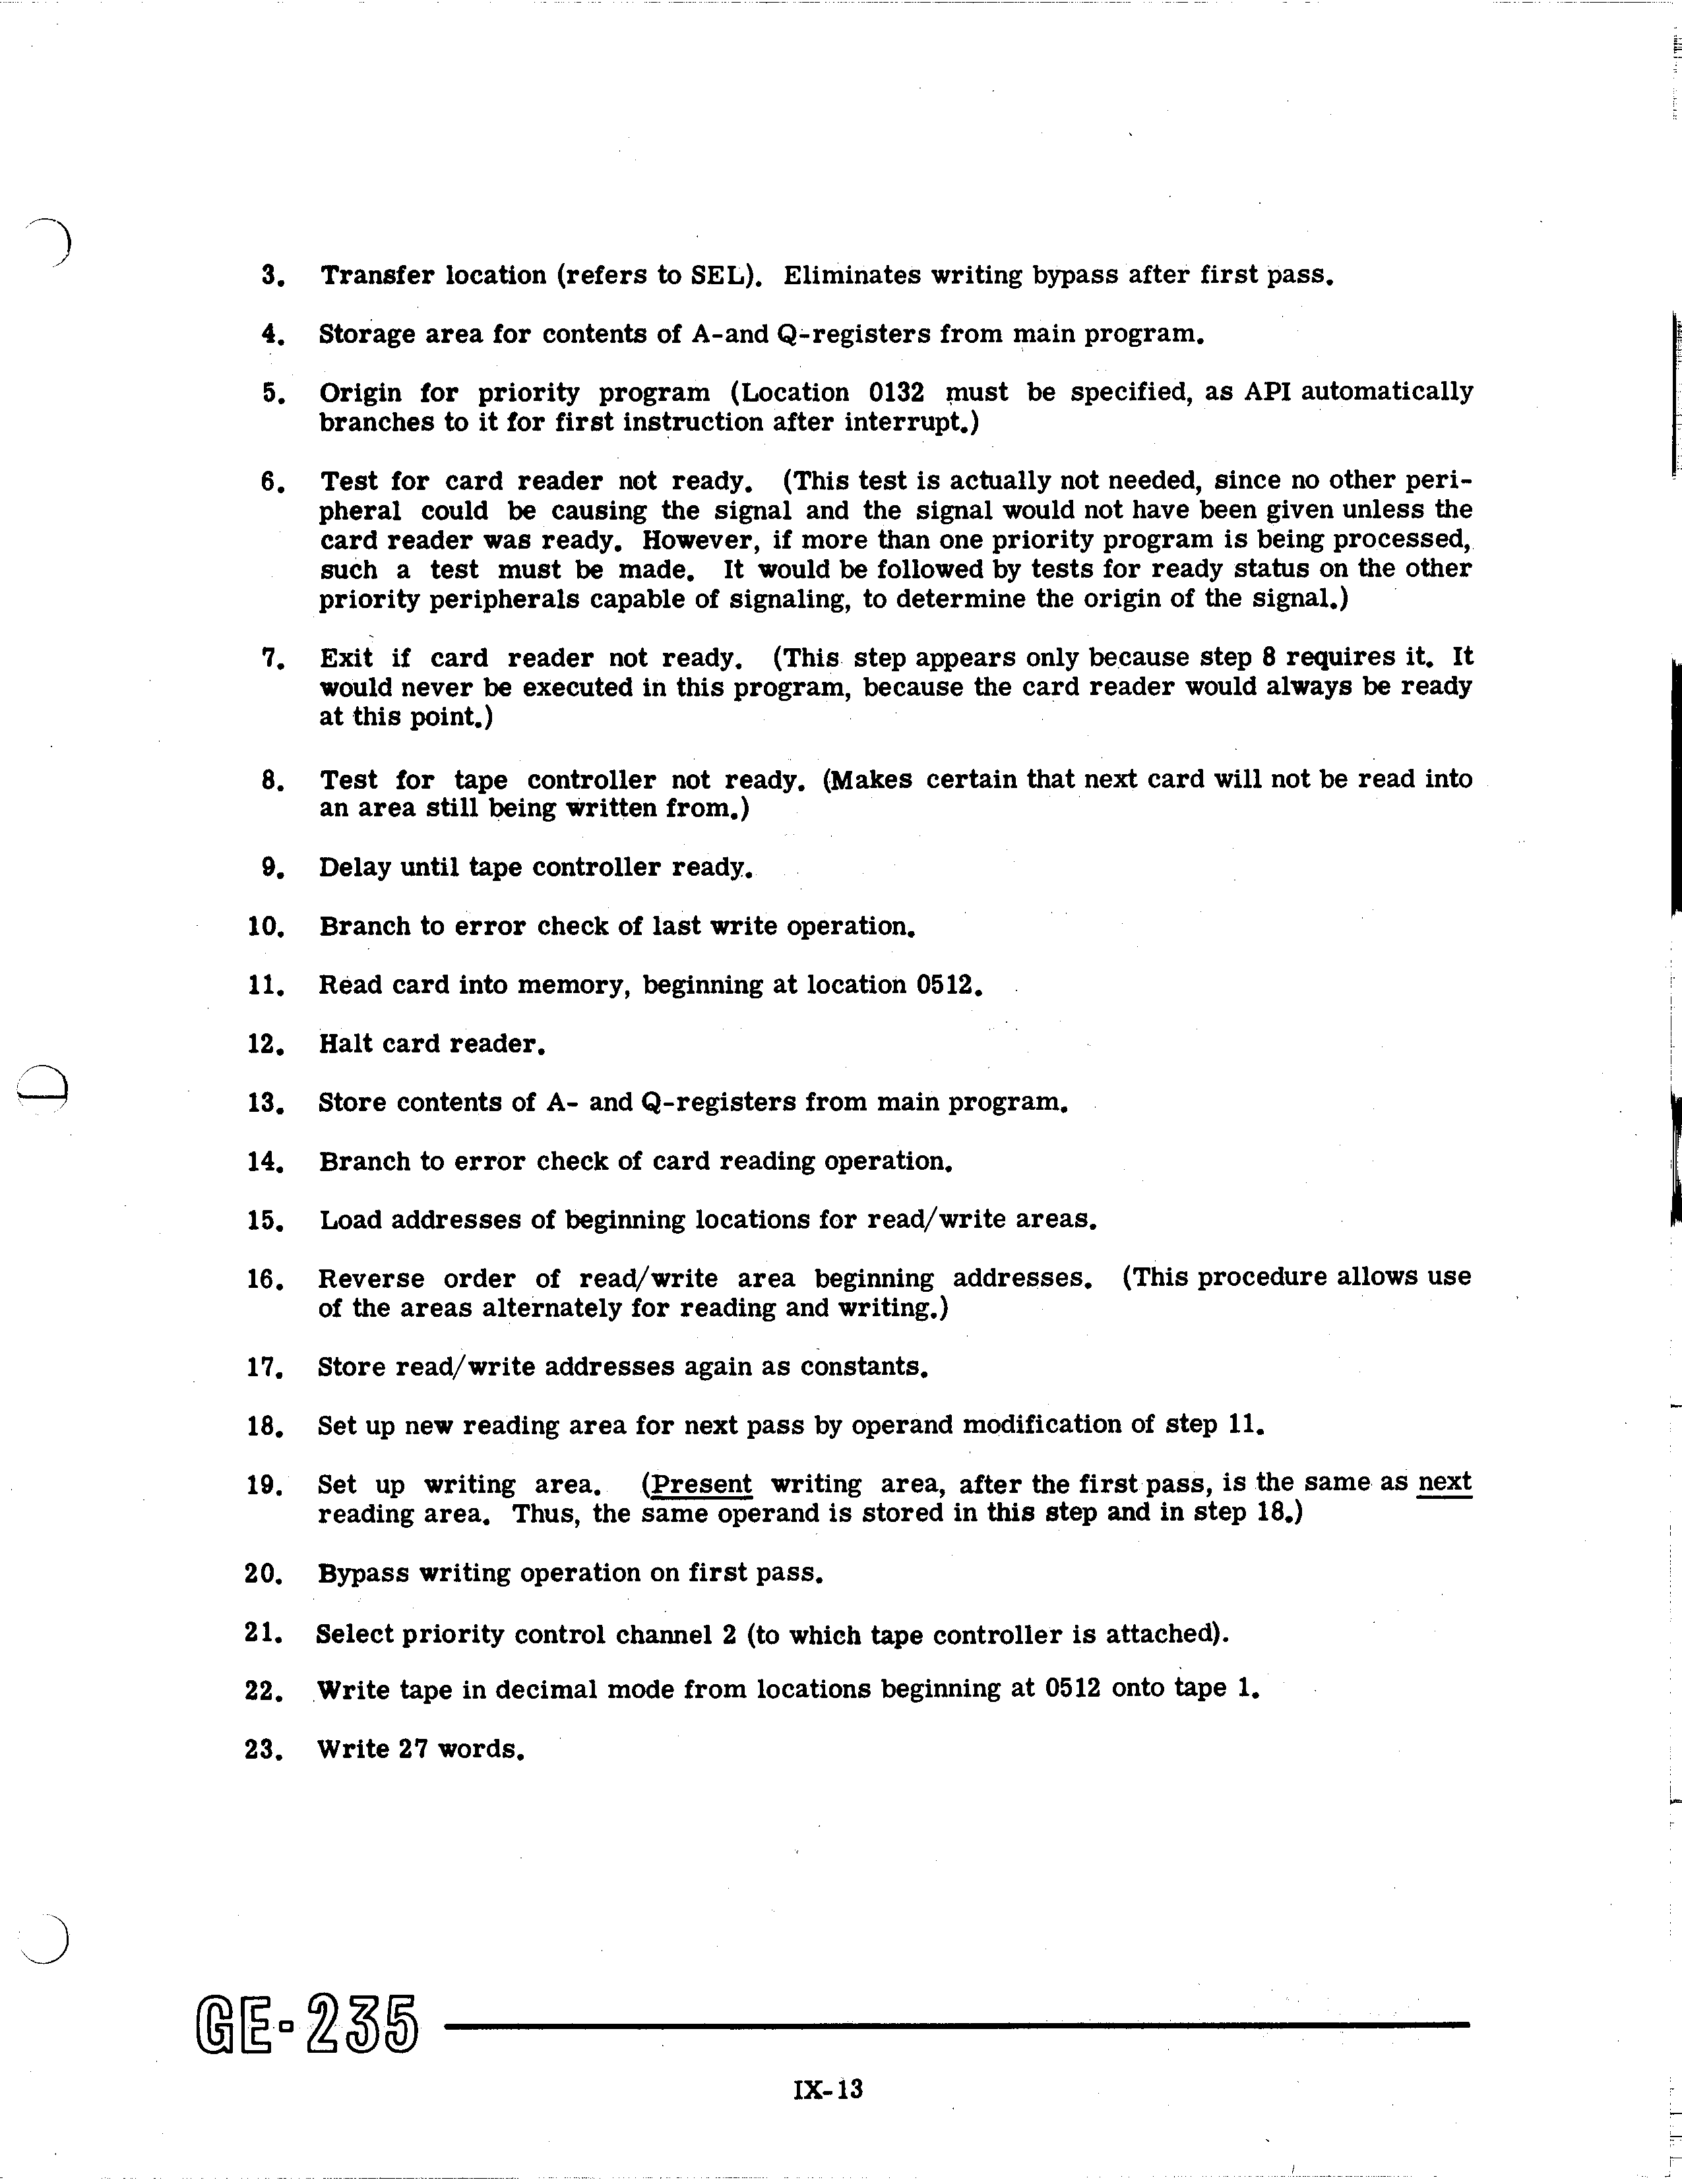 3. Transfer location (refers to SEL). Eliminates writing bypass after first pass.
4. Storage area for contents of A-and Q-registers from main program.
5. Origin for priority program (Location 0132 must be specified, as API automatically
branches to it for first instruction after interrupt.)
6. Test for card reader not ready. (This test is actually not needed, since no other peri-
pheral could be causing the signal and the signal would not have been given unless the
card reader was ready. However, if more than one priority program is being processed,
such a test must be made. It would be followed by tests for ready status on the other
priority peripherals capable of signaling, to determine the origin of the signal.)
7. Exit if card reader not ready. (This step appears only because step 8 requires it. It
would never be executed in this program, because the card reader would always be ready
at this point.)
8. Test for tape controller not ready. (Makes certain that next card will not be read into
an area still being written from.)
9. Delay until tape controller ready.
10. Branch to error check of last write operation.
11. Read card into memory, beginning at location 0512.
12. Halt card reader.
13. Store contents of A- and Q-registers from main program.
14. Branch to error check of card reading operation.
15. Load addresses of beginning locations for read/write areas.
16. Reverse order of read/write area beginning addresses. (This procedure allows use
of the areas alternately for reading and writing.)
17. Store read/write addresses again as constants.
18. Set up new reading area for next pass by operand modification of step 11.
19. Set up writing area. (Present writing area, after the first pass, is the same as next
reading area. Thus, the same operand is stored in this step and in step 18.)
20. Bypass writing operation on first pass.
21. Select priority control channel 2 (to which tape controller is attached).
22. Write tape in decimal mode from locations beginning at 0512 onto tape 1.
23. Write 27 words.
GE-235
IX-13